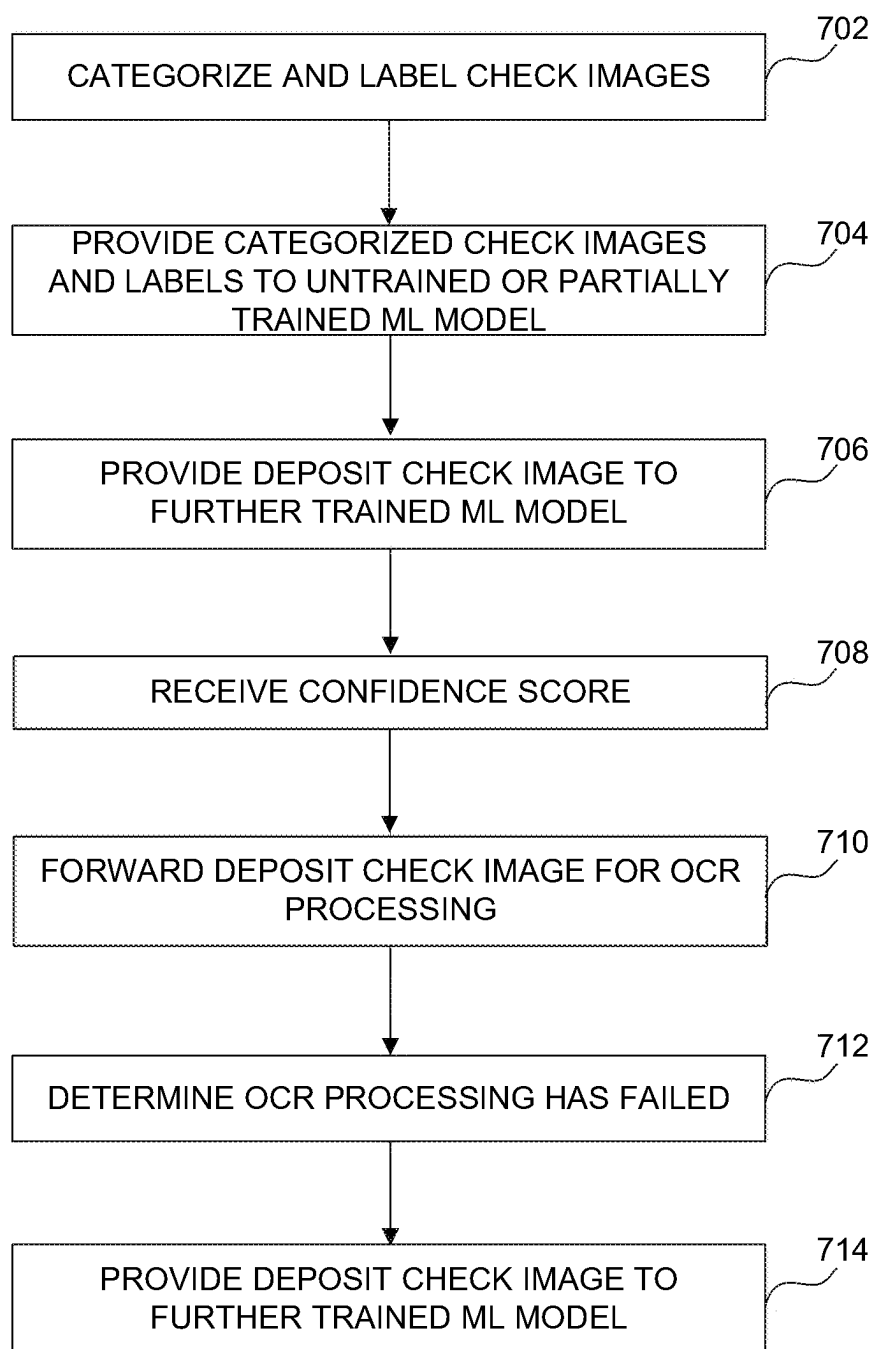 702
CATEGORIZE AND LABEL CHECK IMAGES
704
PROVIDE CATEGORIZED CHECK IMAGES
AND LABELS TO UNTRAINED OR PARTIALLY
TRAINED ML MODEL
706
PROVIDE DEPOSIT CHECK IMAGE TO
FURTHER TRAINED ML MODEL
708
RECEIVE CONFIDENCE SCORE
710
FORWARD DEPOSIT CHECK IMAGE FOR OCR
PROCESSING
712
DETERMINE OCR PROCESSING HAS FAILED
714
PROVIDE DEPOSIT CHECK IMAGE TO
FURTHER TRAINED ML MODEL